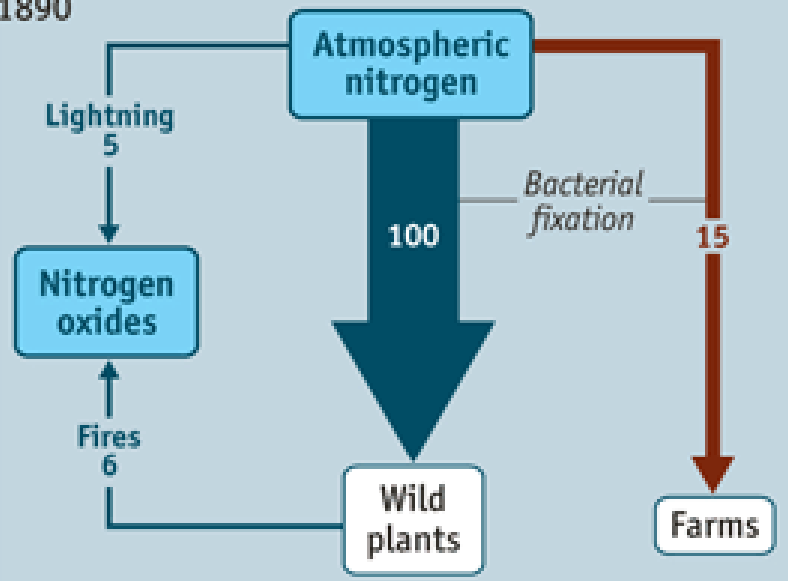 1890
Atmospheric
nitrogen
Lightning
5
Bacterial
fixation
100
15
Nitrogen
oxides
Fires
6
Wild
plants
Farms